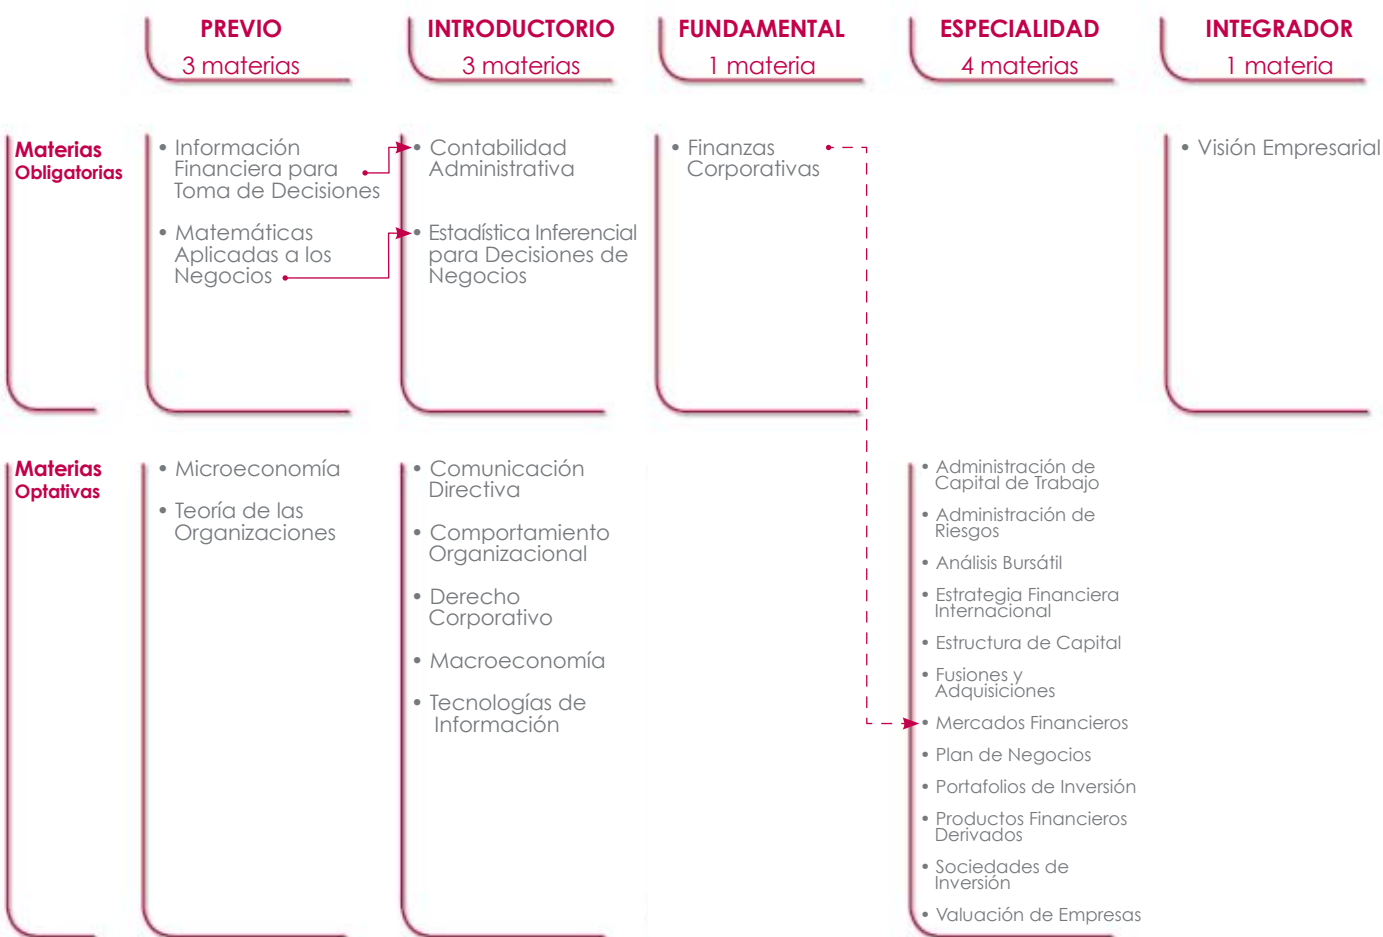 PREVIO
3 materias
INTRODUCTORIO
3 materias
FUNDAMENTAL
1 materia
ESPECIALIDAD
4 materias
INTEGRADOR
1 materia
Materias
Obligatorias
• Información
Financiera para
Toma de Decisiones
• Matemáticas
Aplicadas a los
Negocios
• Contabilidad
Administrativa
• Estadística Inferencial
para Decisiones de
Negocios
• Finanzas
Corporativas
• Visión Empresarial
Materias
Optativas
• Microeconomía
• Teoría de las
Organizaciones
• Comunicación
Directiva
• Comportamiento
Organizacional
• Derecho
Corporativo
• Macroeconomía
• Tecnologías de
Información
• Administración de
Capital de Trabajo
• Administración de
Riesgos
• Análisis Bursátil
• Estrategia Financiera
Internacional
• Estructura de Capital
• Fusiones y
Adquisiciones
• Mercados Financieros
• Plan de Negocios
• Portafolios de Inversión
• Productos Financieros
Derivados
• Sociedades de
Inversión
• Valuación de Empresas